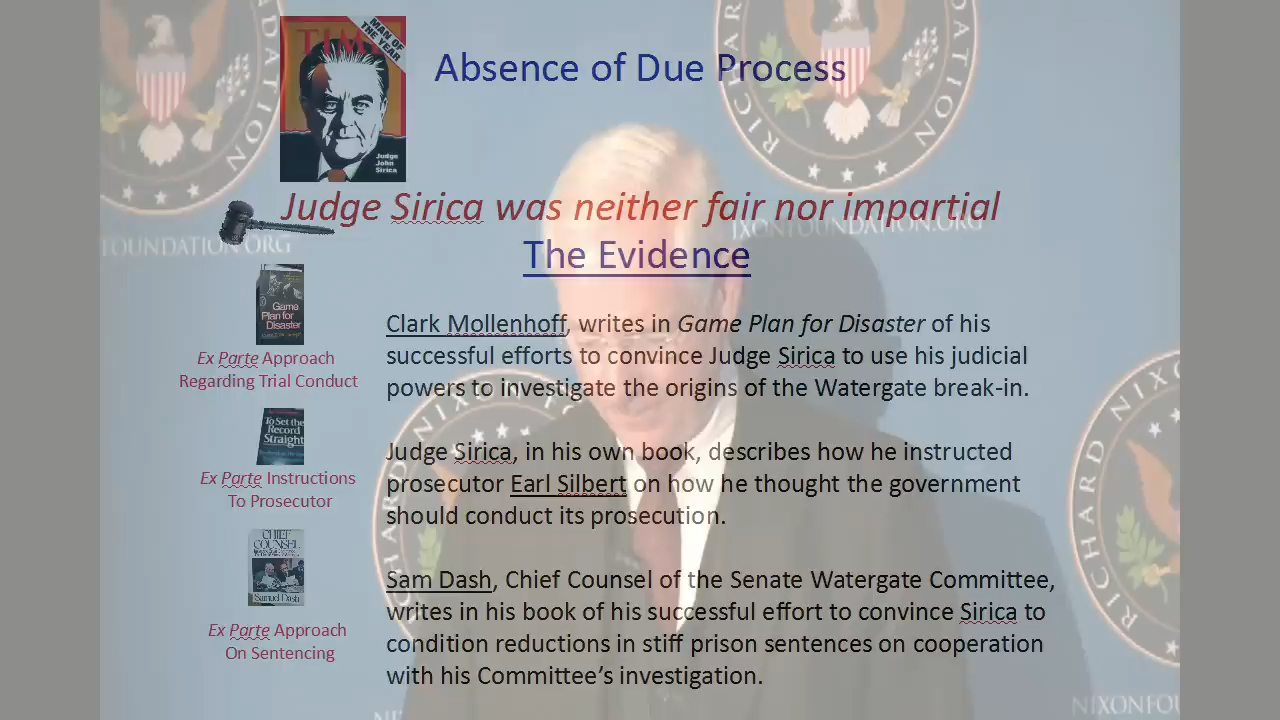 TIME
MAN OF
THE YEAR
Judge
John
Sirica
Absence of Due Process
Judge Sirica was neither fair nor impartial
The Evidence
FOUNDATION.ORG
IXONFOUNDATION.ORG
Game
Plan for
Disaster
Ex Parte Approach
Regarding Trial Conduct
Clark Mollenhoff, writes in Game Plan for Disaster of his
successful efforts to convince Judge Sirica to use his judicial
powers to investigate the origins of the Watergate break-in.
To Set the
Record
Straight
Ex Parte Instructions
To Prosecutor
Judge Sirica, in his own book, describes how he instructed
prosecutor Earl Silbert on how he thought the government
should conduct its prosecution.
CHIEF
COUNSEL
Samuel Dash
Ex Parte Approach
On Sentencing
Sam Dash, Chief Counsel of the Senate Watergate Committee,
writes in his book of his successful effort to convince Sirica to
condition reductions in stiff prison sentences on cooperation
with his Committee's investigation.
RICHAR
RICHARD NIXON
RICHARD NIXO
NIXONFOU
NI